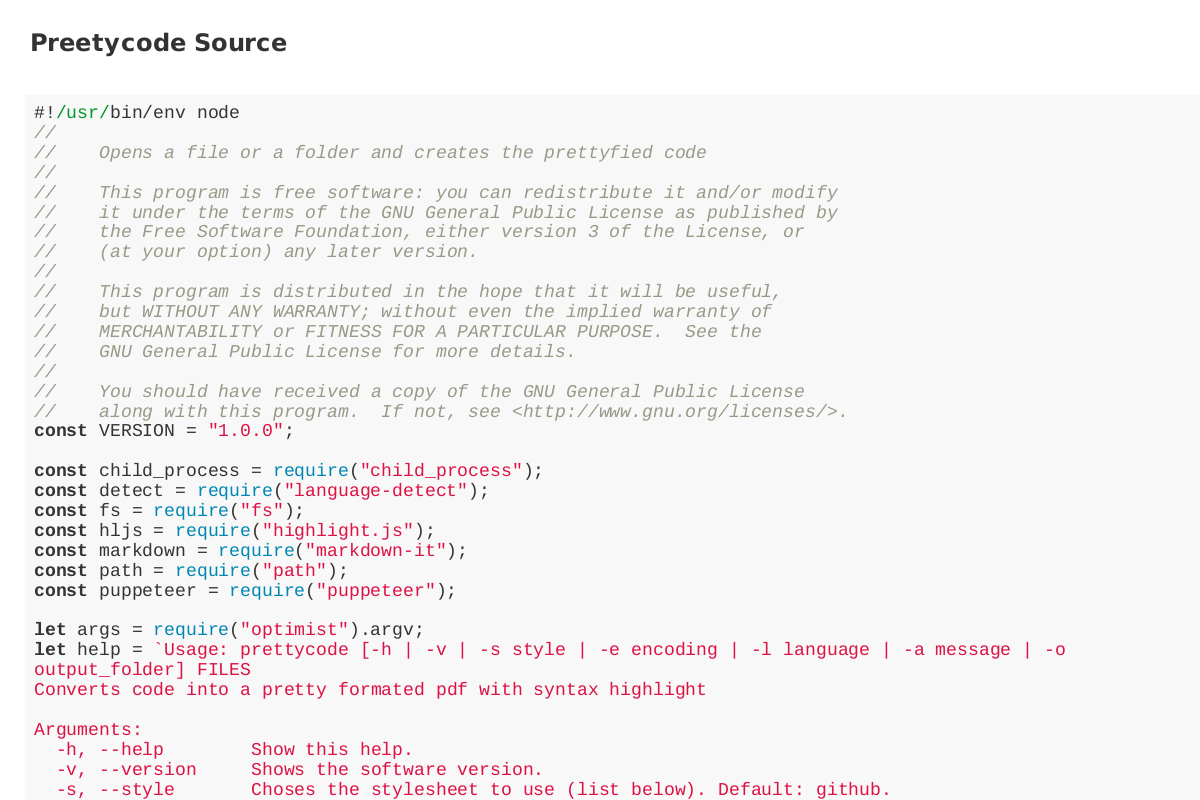 Preetycode Source
#!/usr/bin/env node
//
//    Opens a file or a folder and creates the prettyfied code
//
//    This program is free software: you can redistribute it and/or modify
//    it under the terms of the GNU General Public License as published by
//    the Free Software Foundation, either version 3 of the License, or
//    (at your option) any later version.
//
//    This program is distributed in the hope that it will be useful,
//    but WITHOUT ANY WARRANTY; without even the implied warranty of
//    MERCHANTABILITY or FITNESS FOR A PARTICULAR PURPOSE.  See the
//    GNU General Public License for more details.
//
//    You should have received a copy of the GNU General Public License
//    along with this program.  If not, see <http://www.gnu.org/licenses/>.
const VERSION = "1.0.0";

const child_process = require("child_process");
const detect = require("language-detect");
const fs = require("fs");
const hljs = require("highlight.js");
const markdown = require("markdown-it");
const path = require("path");
const puppeteer = require("puppeteer");

let args = require("optimist").argv;
let help = `Usage: prettycode [-h | -v | -s style | -e encoding | -l language | -a message | -o
output_folder] FILES
Converts code into a pretty formated pdf with syntax highlight

Arguments:
  -h, --help        Show this help.
  -v, --version     Shows the software version.
  -s, --style       Choses the stylesheet to use (list below). Default: github.